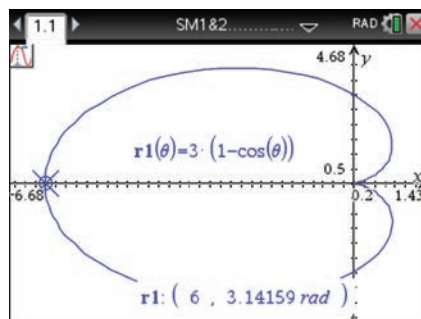 1.1 SM1&2............ RAD
4.68 y
r1(θ)=3·(1−cos(θ))
0.5
x
-6.68 0.2 1.43
r1: ( 6 , 3.14159 rad )